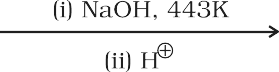 (i) NaOH, 443K
(ii) H⊕